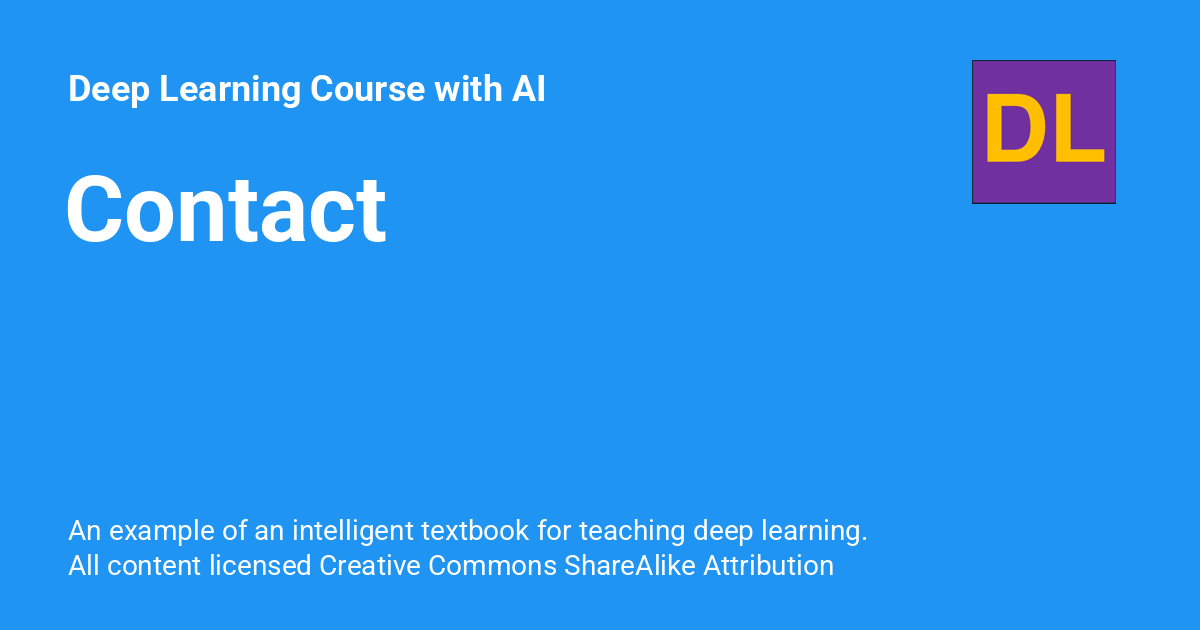 Deep Learning Course with AI
DL
Contact
An example of an intelligent textbook for teaching deep learning.
All content licensed Creative Commons ShareAlike Attribution